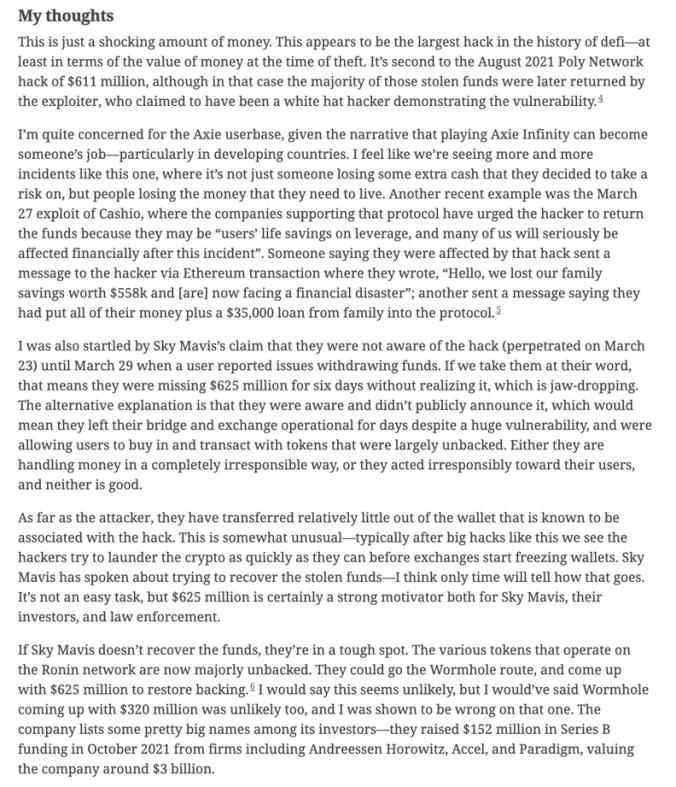 My thoughts
This is just a shocking amount of money. This appears to be the largest hack in the history of defi—at
least in terms of the value of money at the time of theft. It’s second to the August 2021 Poly Network
hack of $611 million, although in that case the majority of those stolen funds were later returned by
the exploiter, who claimed to have been a white hat hacker demonstrating the vulnerability.4
I’m quite concerned for the Axie userbase, given the narrative that playing Axie Infinity can become
someone’s job—particularly in developing countries. I feel like we’re seeing more and more
incidents like this one, where it’s not just someone losing some extra cash that they decided to take a
risk on, but people losing the money that they need to live. Another recent example was the March
27 exploit of Cashio, where the companies supporting that protocol have urged the hacker to return
the funds because they may be “users’ life savings on leverage, and many of us will seriously be
affected financially after this incident”. Someone saying they were affected by that hack sent a
message to the hacker via Ethereum transaction where they wrote, “Hello, we lost our family
savings worth $558k and [are] now facing a financial disaster”; another sent a message saying they
had put all of their money plus a $35,000 loan from family into the protocol.5
I was also startled by Sky Mavis’s claim that they were not aware of the hack (perpetrated on March
23) until March 29 when a user reported issues withdrawing funds. If we take them at their word,
that means they were missing $625 million for six days without realizing it, which is jaw-dropping.
The alternative explanation is that they were aware and didn’t publicly announce it, which would
mean they left their bridge and exchange operational for days despite a huge vulnerability, and were
allowing users to buy in and transact with tokens that were largely unbacked. Either they are
handling money in a completely irresponsible way, or they acted irresponsibly toward their users,
and neither is good.
As far as the attacker, they have transferred relatively little out of the wallet that is known to be
associated with the hack. This is somewhat unusual—typically after big hacks like this we see the
hackers try to launder the crypto as quickly as they can before exchanges start freezing wallets. Sky
Mavis has spoken about trying to recover the stolen funds—I think only time will tell how that goes.
It’s not an easy task, but $625 million is certainly a strong motivator both for Sky Mavis, their
investors, and law enforcement.
If Sky Mavis doesn’t recover the funds, they’re in a tough spot. The various tokens that operate on
the Ronin network are now majorly unbacked. They could go the Wormhole route, and come up
with $625 million to restore backing.6 I would say this seems unlikely, but I would’ve said Wormhole
coming up with $320 million was unlikely too, and I was shown to be wrong on that one. The
company lists some pretty big names among its investors—they raised $152 million in Series B
funding in October 2021 from firms including Andreessen Horowitz, Accel, and Paradigm, valuing
the company around $3 billion.